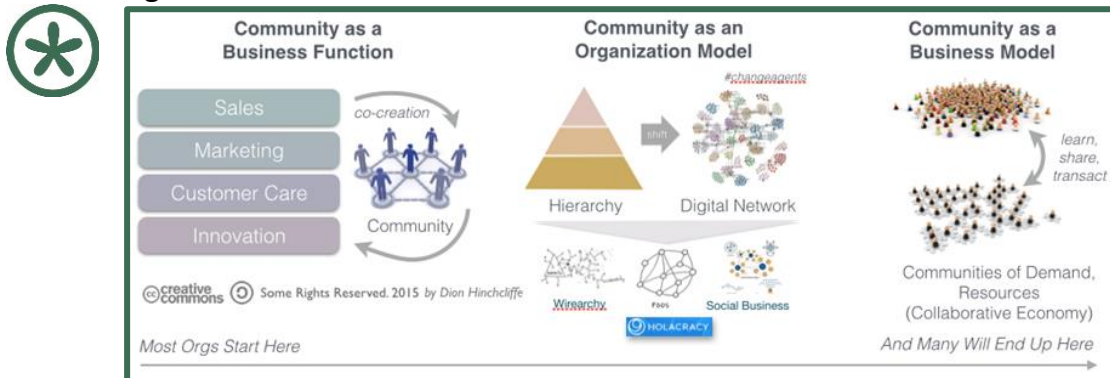 Community as a
Business Function
Sales
Marketing
Customer Care
Innovation
co-creation
Community
creative
commons
Some Rights Reserved. 2015 by Dion Hinchcliffe
Most Orgs Start Here
Community as an
Organization Model
#changeagents
shift
Hierarchy
Digital Network
Wirearchy
PODS
Social Business
HOLACRACY
Community as a
Business Model
learn,
share,
transact
Communities of Demand,
Resources
(Collaborative Economy)
And Many Will End Up Here